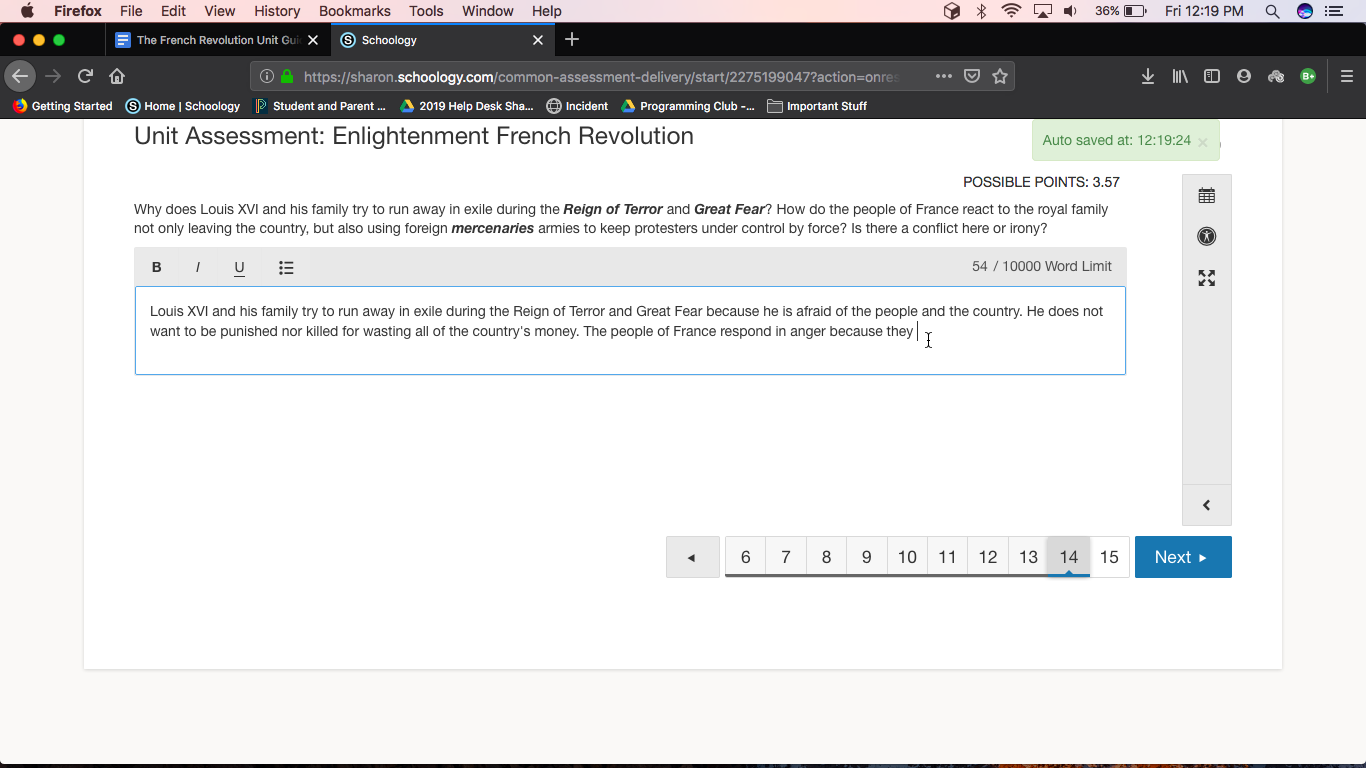 Firefox File Edit View History Bookmarks Tools Window Help 36% Fri 12:19 PM
The French Revolution Unit Gui Schoology
https://sharon.schoology.com/common-assessment-delivery/start/2275199047?action=onres
Getting Started Home | Schoology Student and Parent ... 2019 Help Desk Sha... Incident Programming Club -... Important Stuff
Unit Assessment: Enlightenment French Revolution
Auto saved at: 12:19:24
POSSIBLE POINTS: 3.57
Why does Louis XVI and his family try to run away in exile during the Reign of Terror and Great Fear? How do the people of France react to the royal family
not only leaving the country, but also using foreign mercenaries armies to keep protesters under control by force? Is there a conflict here or irony?
B I U 54 / 10000 Word Limit
Louis XVI and his family try to run away in exile during the Reign of Terror and Great Fear because he is afraid of the people and the country. He does not
want to be punished nor killed for wasting all of the country's money. The people of France respond in anger because they
6 7 8 9 10 11 12 13 14 15 Next